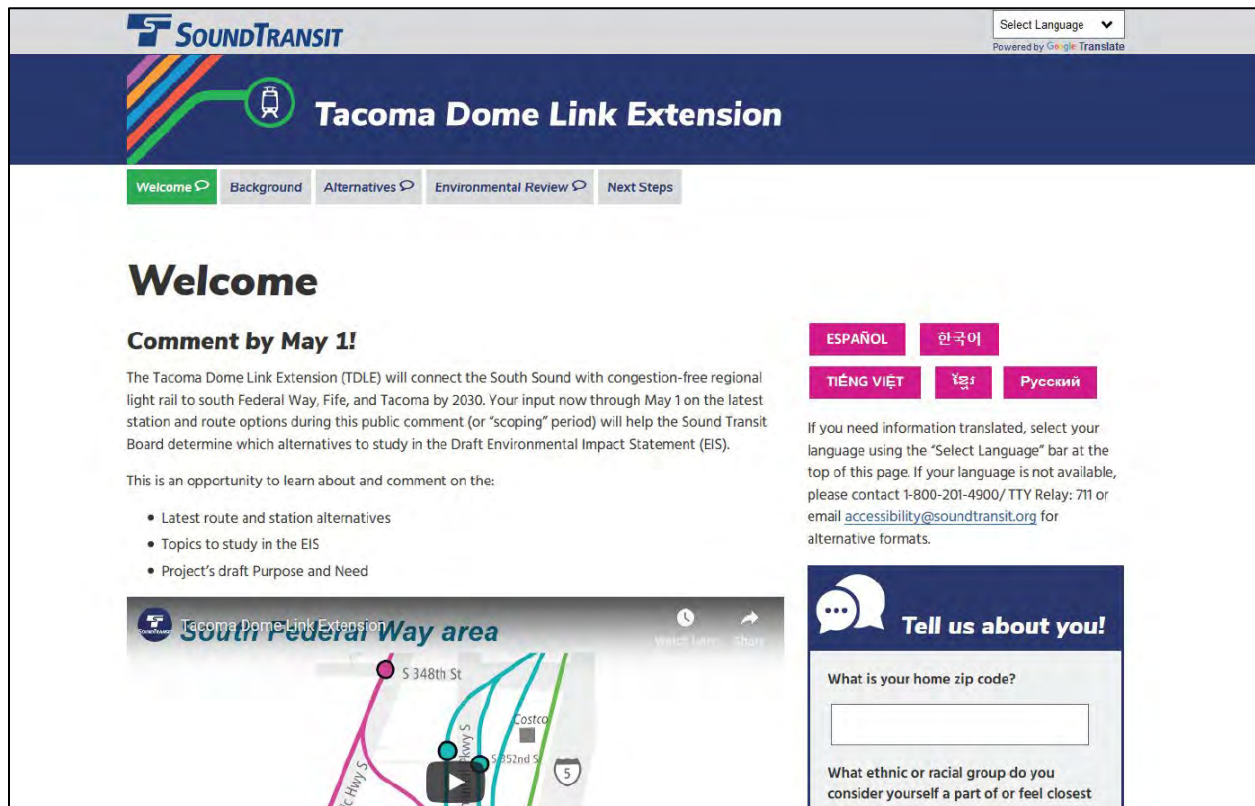 SOUNDTRANSIT
Select Language
Powered by Google Translate
Tacoma Dome Link Extension
Welcome
Background
Alternatives
Environmental Review
Next Steps
Welcome
Comment by May 1!
The Tacoma Dome Link Extension (TDLE) will connect the South Sound with congestion-free regional
light rail to south Federal Way, Fife, and Tacoma by 2030. Your input now through May 1 on the latest
station and route options during this public comment (or “scoping” period) will help the Sound Transit
Board determine which alternatives to study in the Draft Environmental Impact Statement (EIS).
This is an opportunity to learn about and comment on the:
• Latest route and station alternatives
• Topics to study in the EIS
• Project's draft Purpose and Need
Tacoma Dome Link Extension
South Federal Way area
Watch later
Share
S 348th St
Costco
S 352nd S
Pkwy S
ic Hwy S
5
ESPAÑOL
한국어
TIẾNG VIỆT
ខ្មែរ
Русский
If you need information translated, select your
language using the “Select Language” bar at the
top of this page. If your language is not available,
please contact 1-800-201-4900/ TTY Relay: 711 or
email accessibility@soundtransit.org for
alternative formats.
Tell us about you!
What is your home zip code?
What ethnic or racial group do you
consider yourself a part of or feel closest